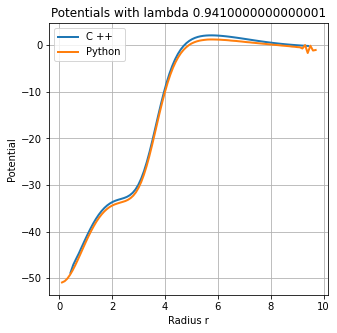 Potentials with lambda 0.9410000000000001
C ++
Python
0
−10
−20
−30
−40
−50
Potential
0
2
4
6
8
10
Radius r